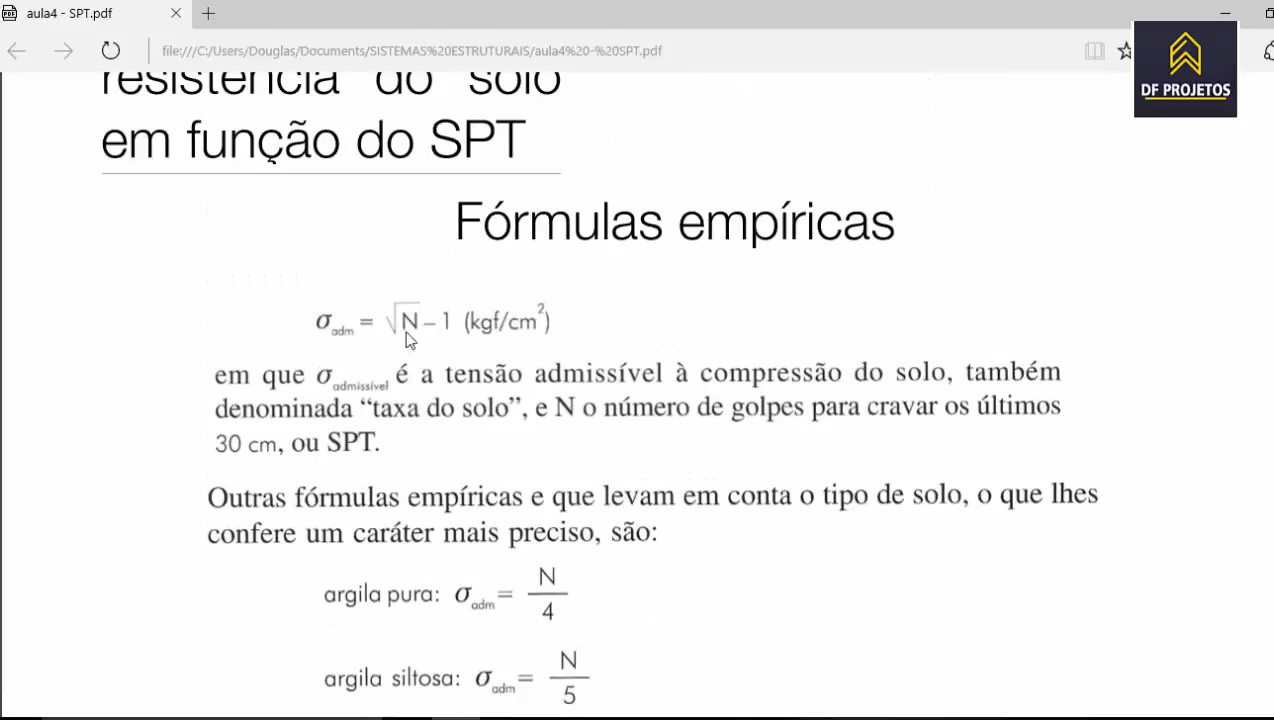 aula4 - SPT.pdf
file:///C:/Users/Douglas/Documents/SISTEMAS%20ESTRUTURAIS/aula4%20-%20SPT.pdf
DF PROJETOS
resistência do solo
em função do SPT
Fórmulas empíricas
σadm = √N – 1 (kgf/cm²)
em que σadmissível é a tensão admissível à compressão do solo, também
denominada “taxa do solo”, e N o número de golpes para cravar os últimos
30 cm, ou SPT.
Outras fórmulas empíricas e que levam em conta o tipo de solo, o que lhes
confere um caráter mais preciso, são:
argila pura: σadm = N/4
argila siltosa: σadm = N/5